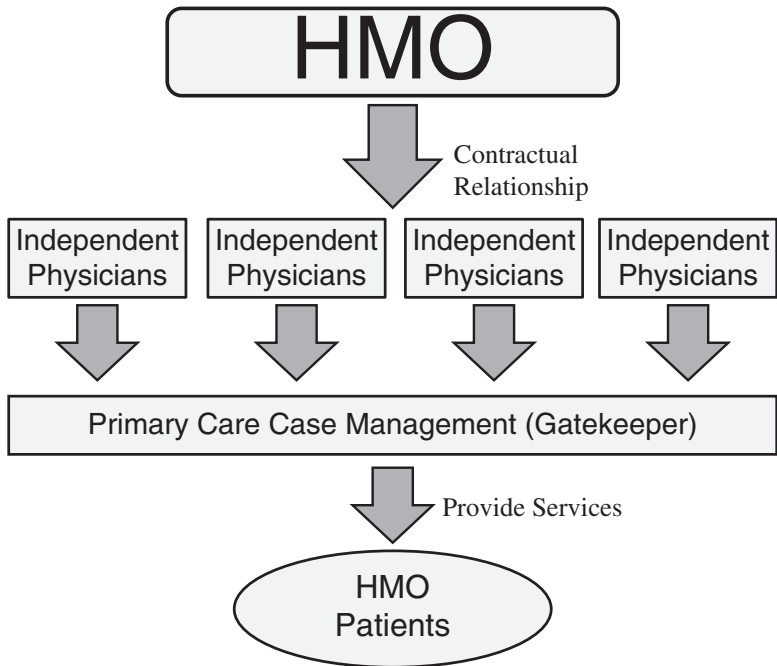 HMO
Contractual
Relationship
Independent
Physicians
Independent
Physicians
Independent
Physicians
Independent
Physicians
Primary Care Case Management (Gatekeeper)
Provide Services
HMO
Patients